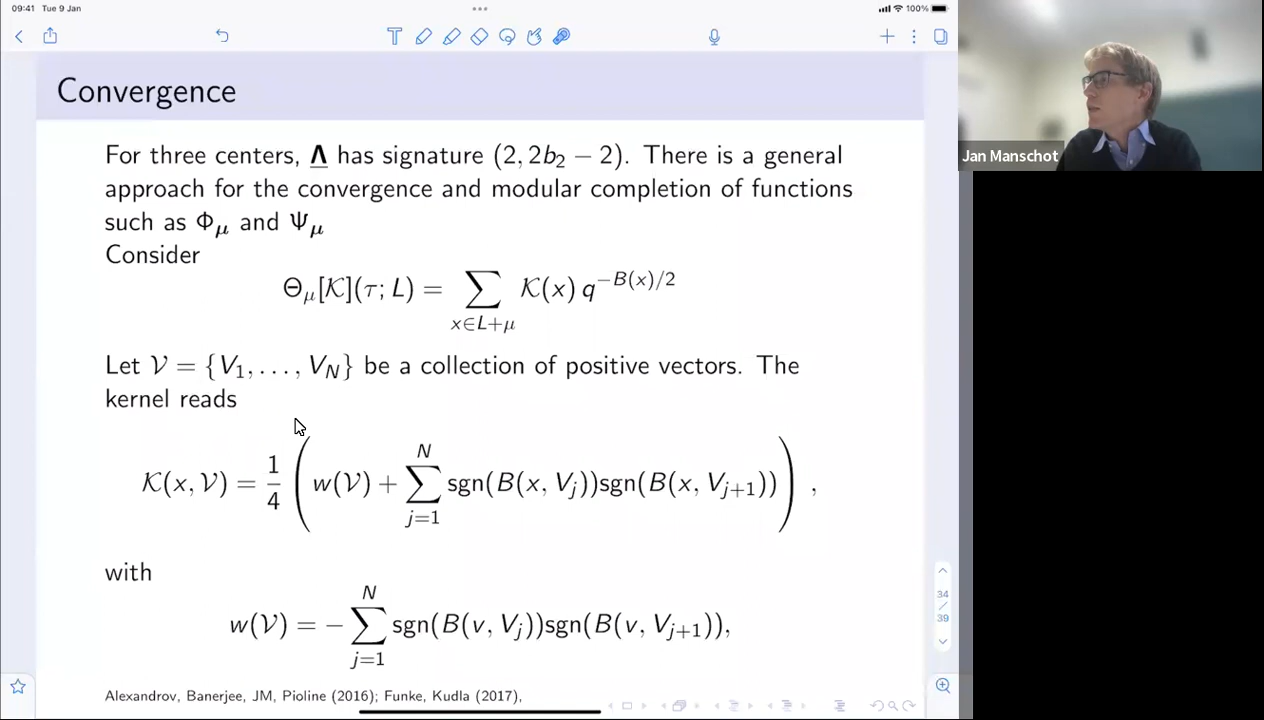 09:41 Tue 9 Jan
100%
Convergence
For three centers, Λ has signature (2, 2b₂ − 2). There is a general
approach for the convergence and modular completion of functions
such as Φ_μ and Ψ_μ
Consider
Θ_μ[𝒦](τ; L) = ∑_{x∈L+μ} 𝒦(x) q^{−B(x)/2}
Let 𝒱 = {V₁, . . . , V_N} be a collection of positive vectors. The
kernel reads
𝒦(x, 𝒱) = 1/4 ( w(𝒱) + ∑_{j=1}^{N} sgn(B(x, V_j))sgn(B(x, V_{j+1})) ) ,
with
w(𝒱) = − ∑_{j=1}^{N} sgn(B(v, V_j))sgn(B(v, V_{j+1})),
Alexandrov, Banerjee, JM, Pioline (2016); Funke, Kudla (2017),
34
/
39
Jan Manschot